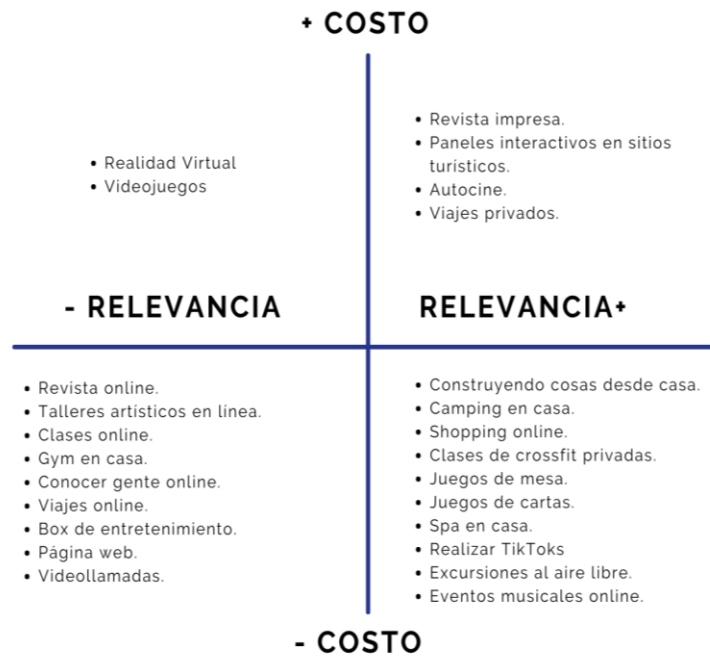 + COSTO
• Realidad Virtual
• Videojuegos
• Revista impresa.
• Paneles interactivos en sitios
turísticos.
• Autocine.
• Viajes privados.
- RELEVANCIA
RELEVANCIA+
• Revista online.
• Talleres artísticos en línea.
• Clases online.
• Gym en casa.
• Conocer gente online.
• Viajes online.
• Box de entretenimiento.
• Página web.
• Videollamadas.
• Construyendo cosas desde casa.
• Camping en casa.
• Shopping online.
• Clases de crossfit privadas.
• Juegos de mesa.
• Juegos de cartas.
• Spa en casa.
• Realizar TikToks
• Excursiones al aire libre.
• Eventos musicales online.
- COSTO